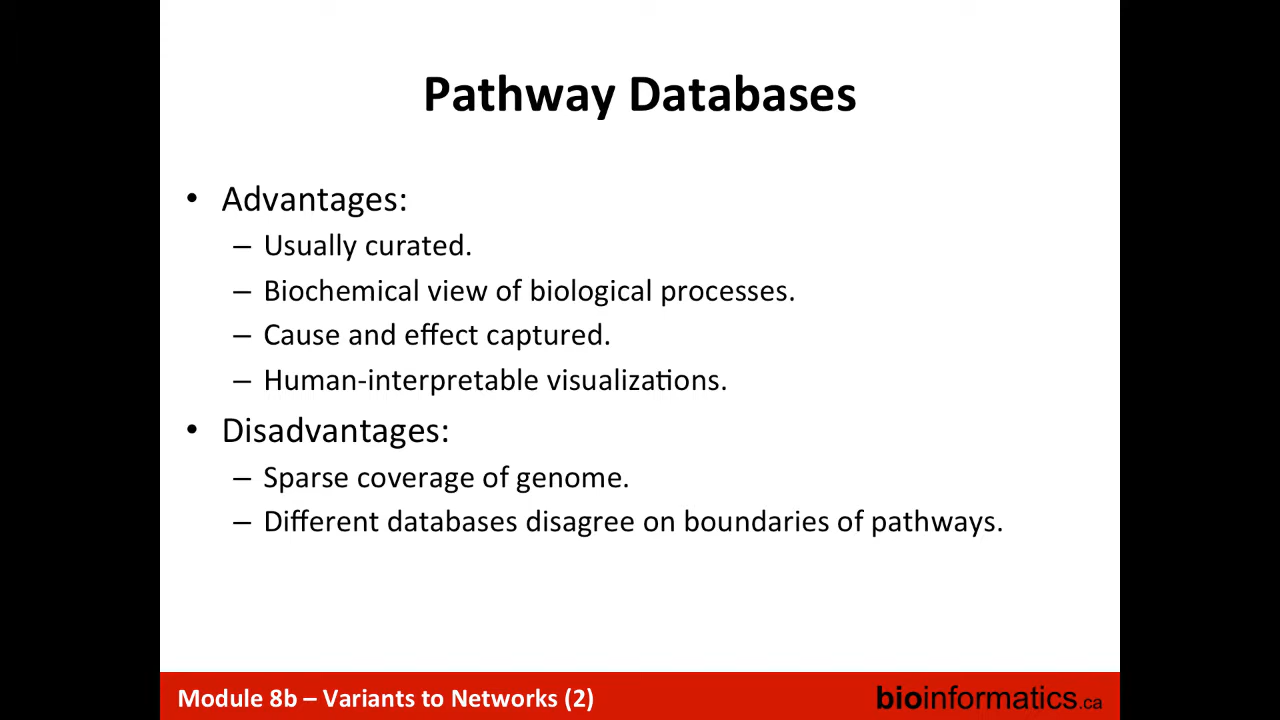 Pathway Databases
• Advantages:
– Usually curated.
– Biochemical view of biological processes.
– Cause and effect captured.
– Human-interpretable visualizations.
• Disadvantages:
– Sparse coverage of genome.
– Different databases disagree on boundaries of pathways.
Module 8b – Variants to Networks (2)
bioinformatics.ca